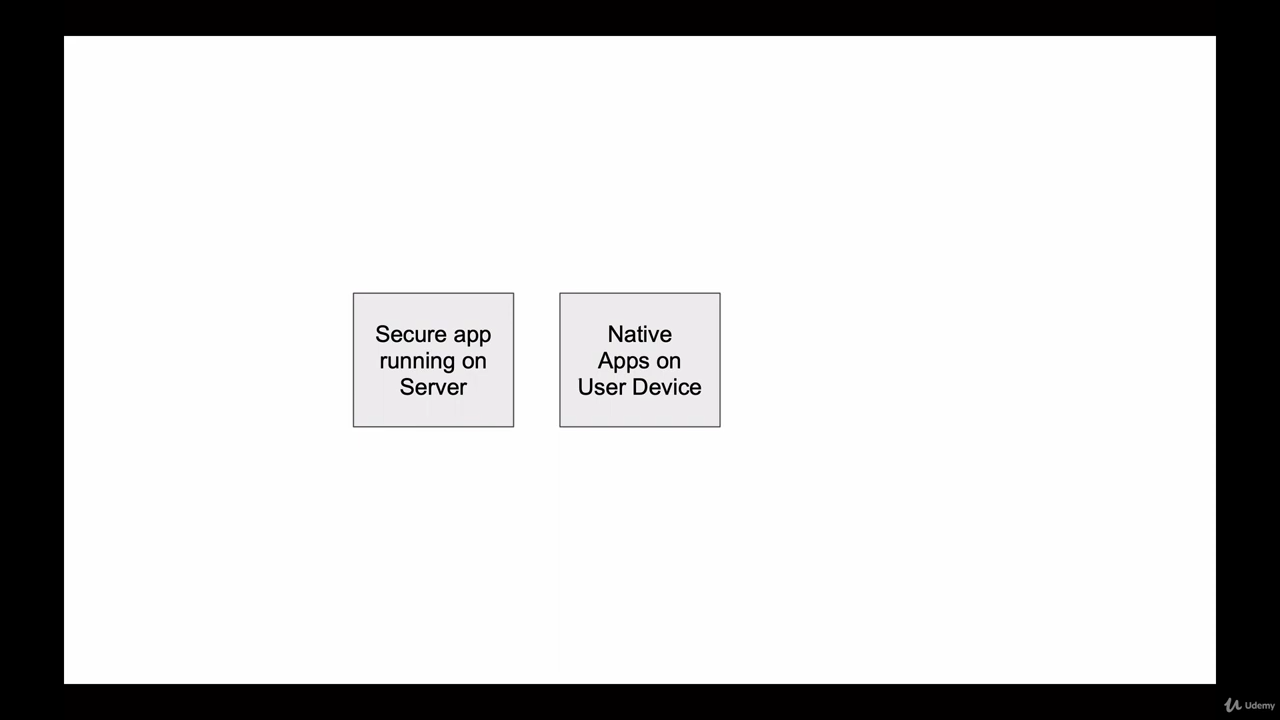 Secure app
running on
Server
Native
Apps on
User Device
Udemy